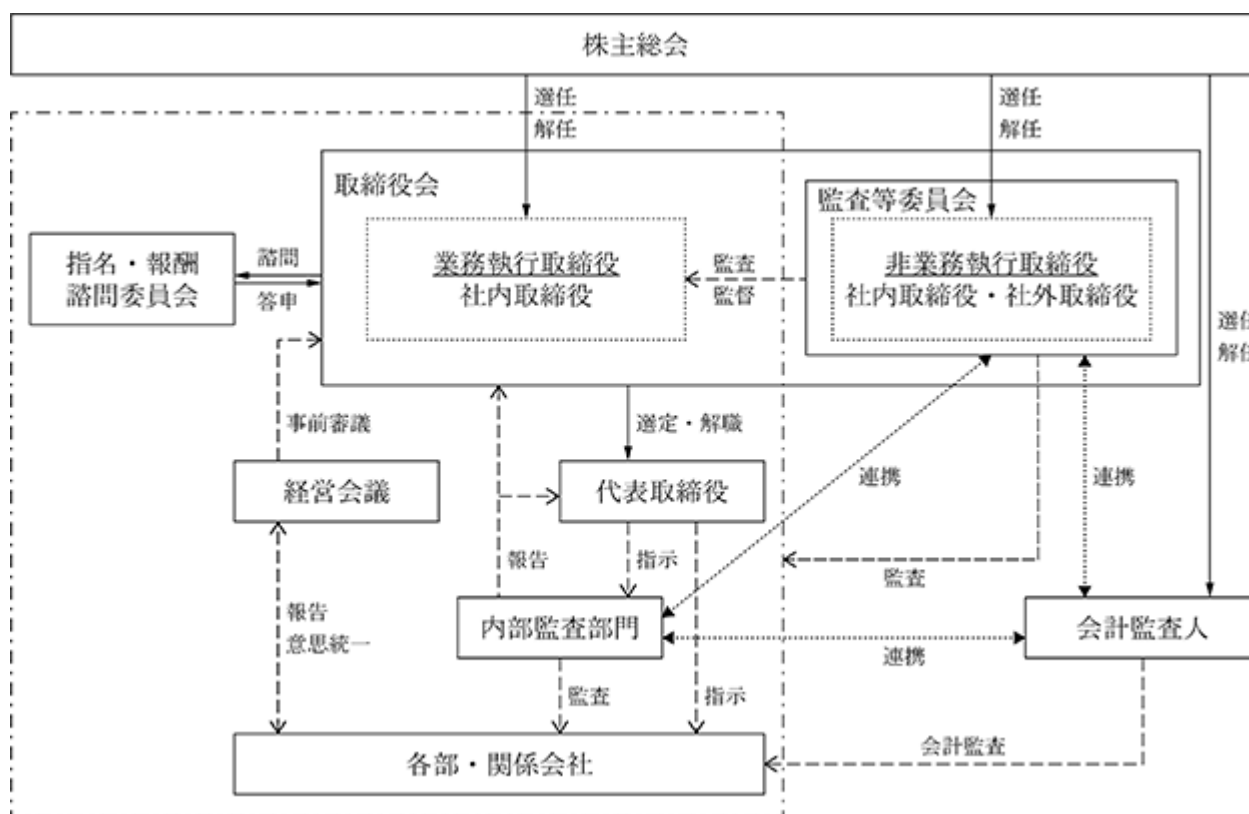 株主総会
選任
解任
選任
解任
取締役会
監査等委員会
指名・報酬
諮問委員会
諮問
答申
業務執行取締役
社内取締役
監査
監督
非業務執行取締役
社内取締役・社外取締役
選任
解任
事前審議
選定・解職
経営会議
代表取締役
連携
連携
報告
指示
監査
報告
意思統一
内部監査部門
連携
会計監査人
監査
指示
各部・関係会社
会計監査